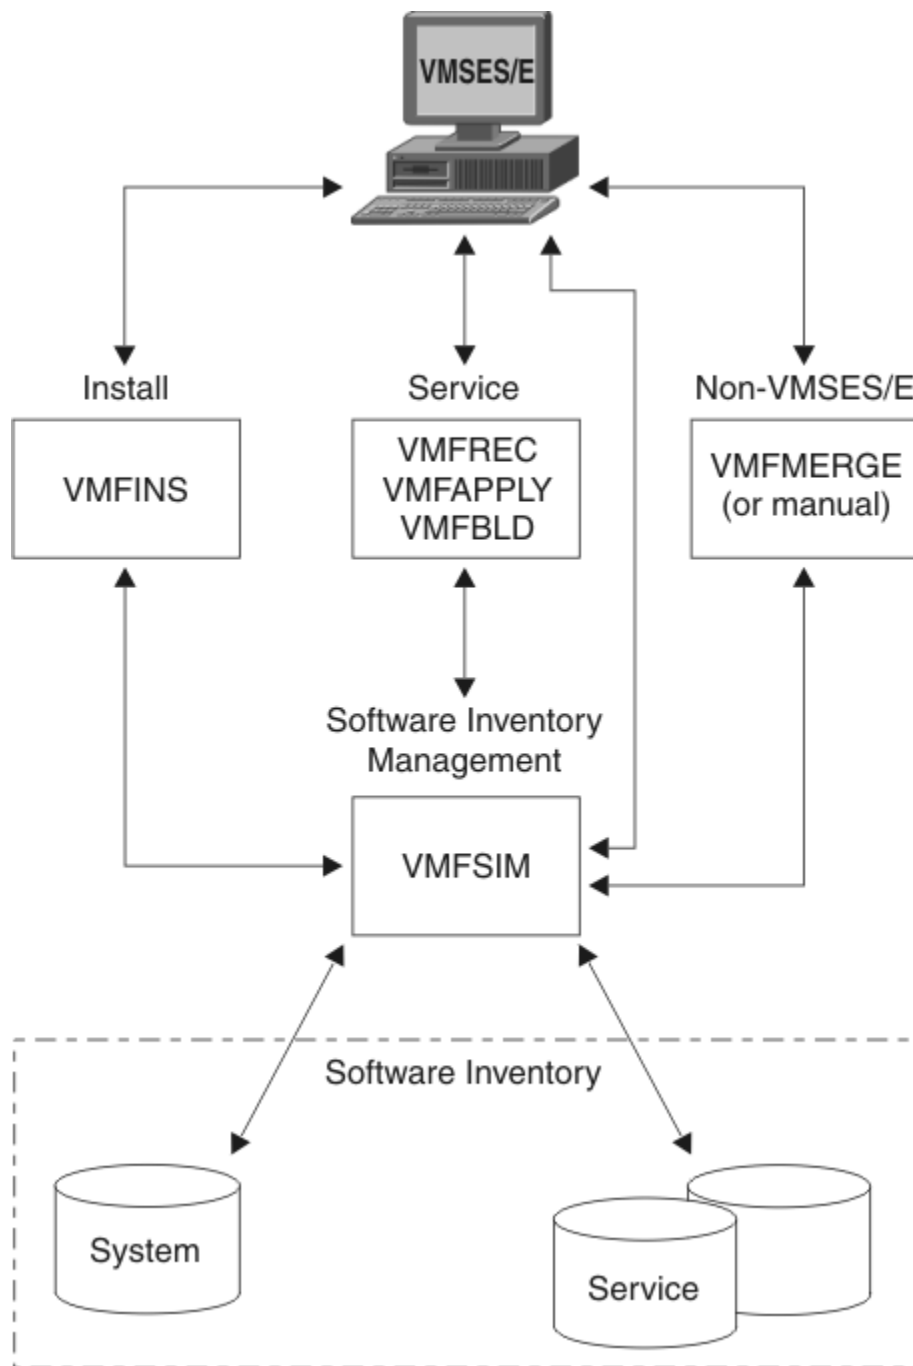 VMSES/E
Install
Service
Non-VMSES/E
VMFINS
VMFREC
VMFAPPLY
VMFBLD
VMFMERGE
(or manual)
Software Inventory
Management
VMFSIM
Software Inventory
System
Service